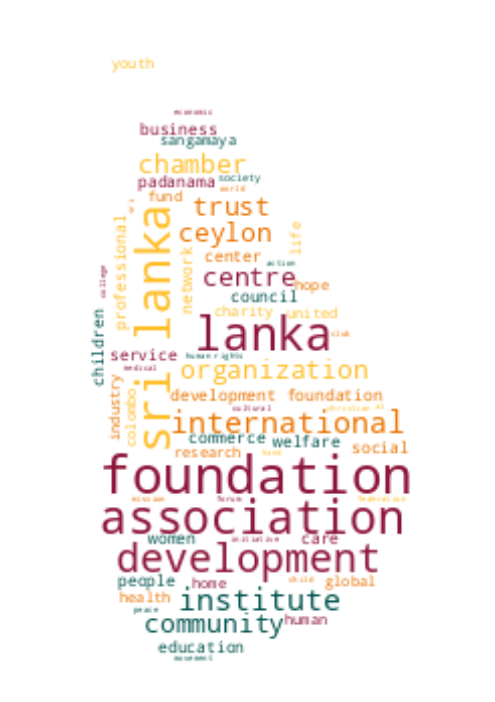 youth
economic
business
sangamaya
chamber
padanama society
world
fund
sri
trust
sri lanka
ceylon
professional
life
network
center
action
centre
college
hope
council
charity united
children
lanka
club
service
human rights
medical
organization
industry
colombo
development foundation
cultural
christian
international
commerce welfare
social
research
fund
foundation
mission
forum
federation
association
women
initiative
care
development
people
home
child
global
health
institute
peace
community
human
education
movement